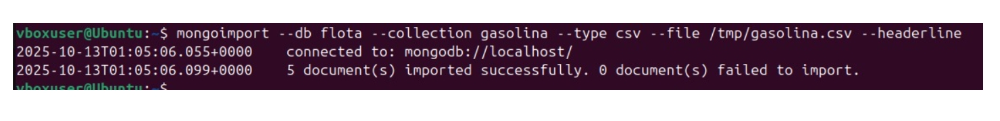 vboxuser@Ubuntu:~$ mongoimport --db flota --collection gasolina --type csv --file /tmp/gasolina.csv --headerline
2025-10-13T01:05:06.055+0000    connected to: mongodb://localhost/
2025-10-13T01:05:06.099+0000    5 document(s) imported successfully. 0 document(s) failed to import.
vboxuser@Ubuntu:~$